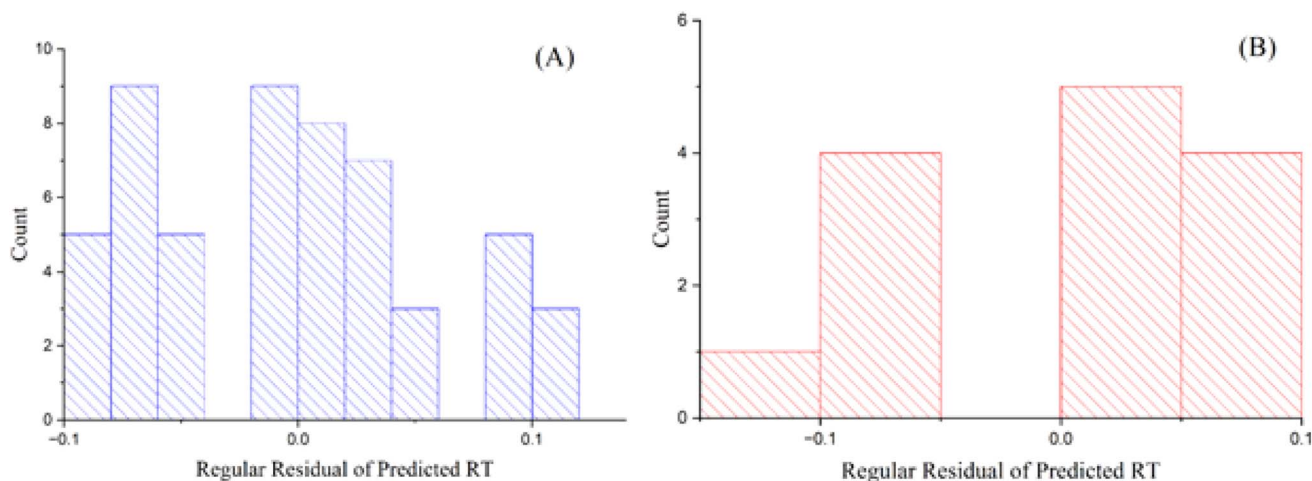 (A)
10
8
6
4
2
0
Count
−0.1
0.0
0.1
Regular Residual of Predicted RT
(B)
6
4
2
0
Count
−0.1
0.0
0.1
Regular Residual of Predicted RT